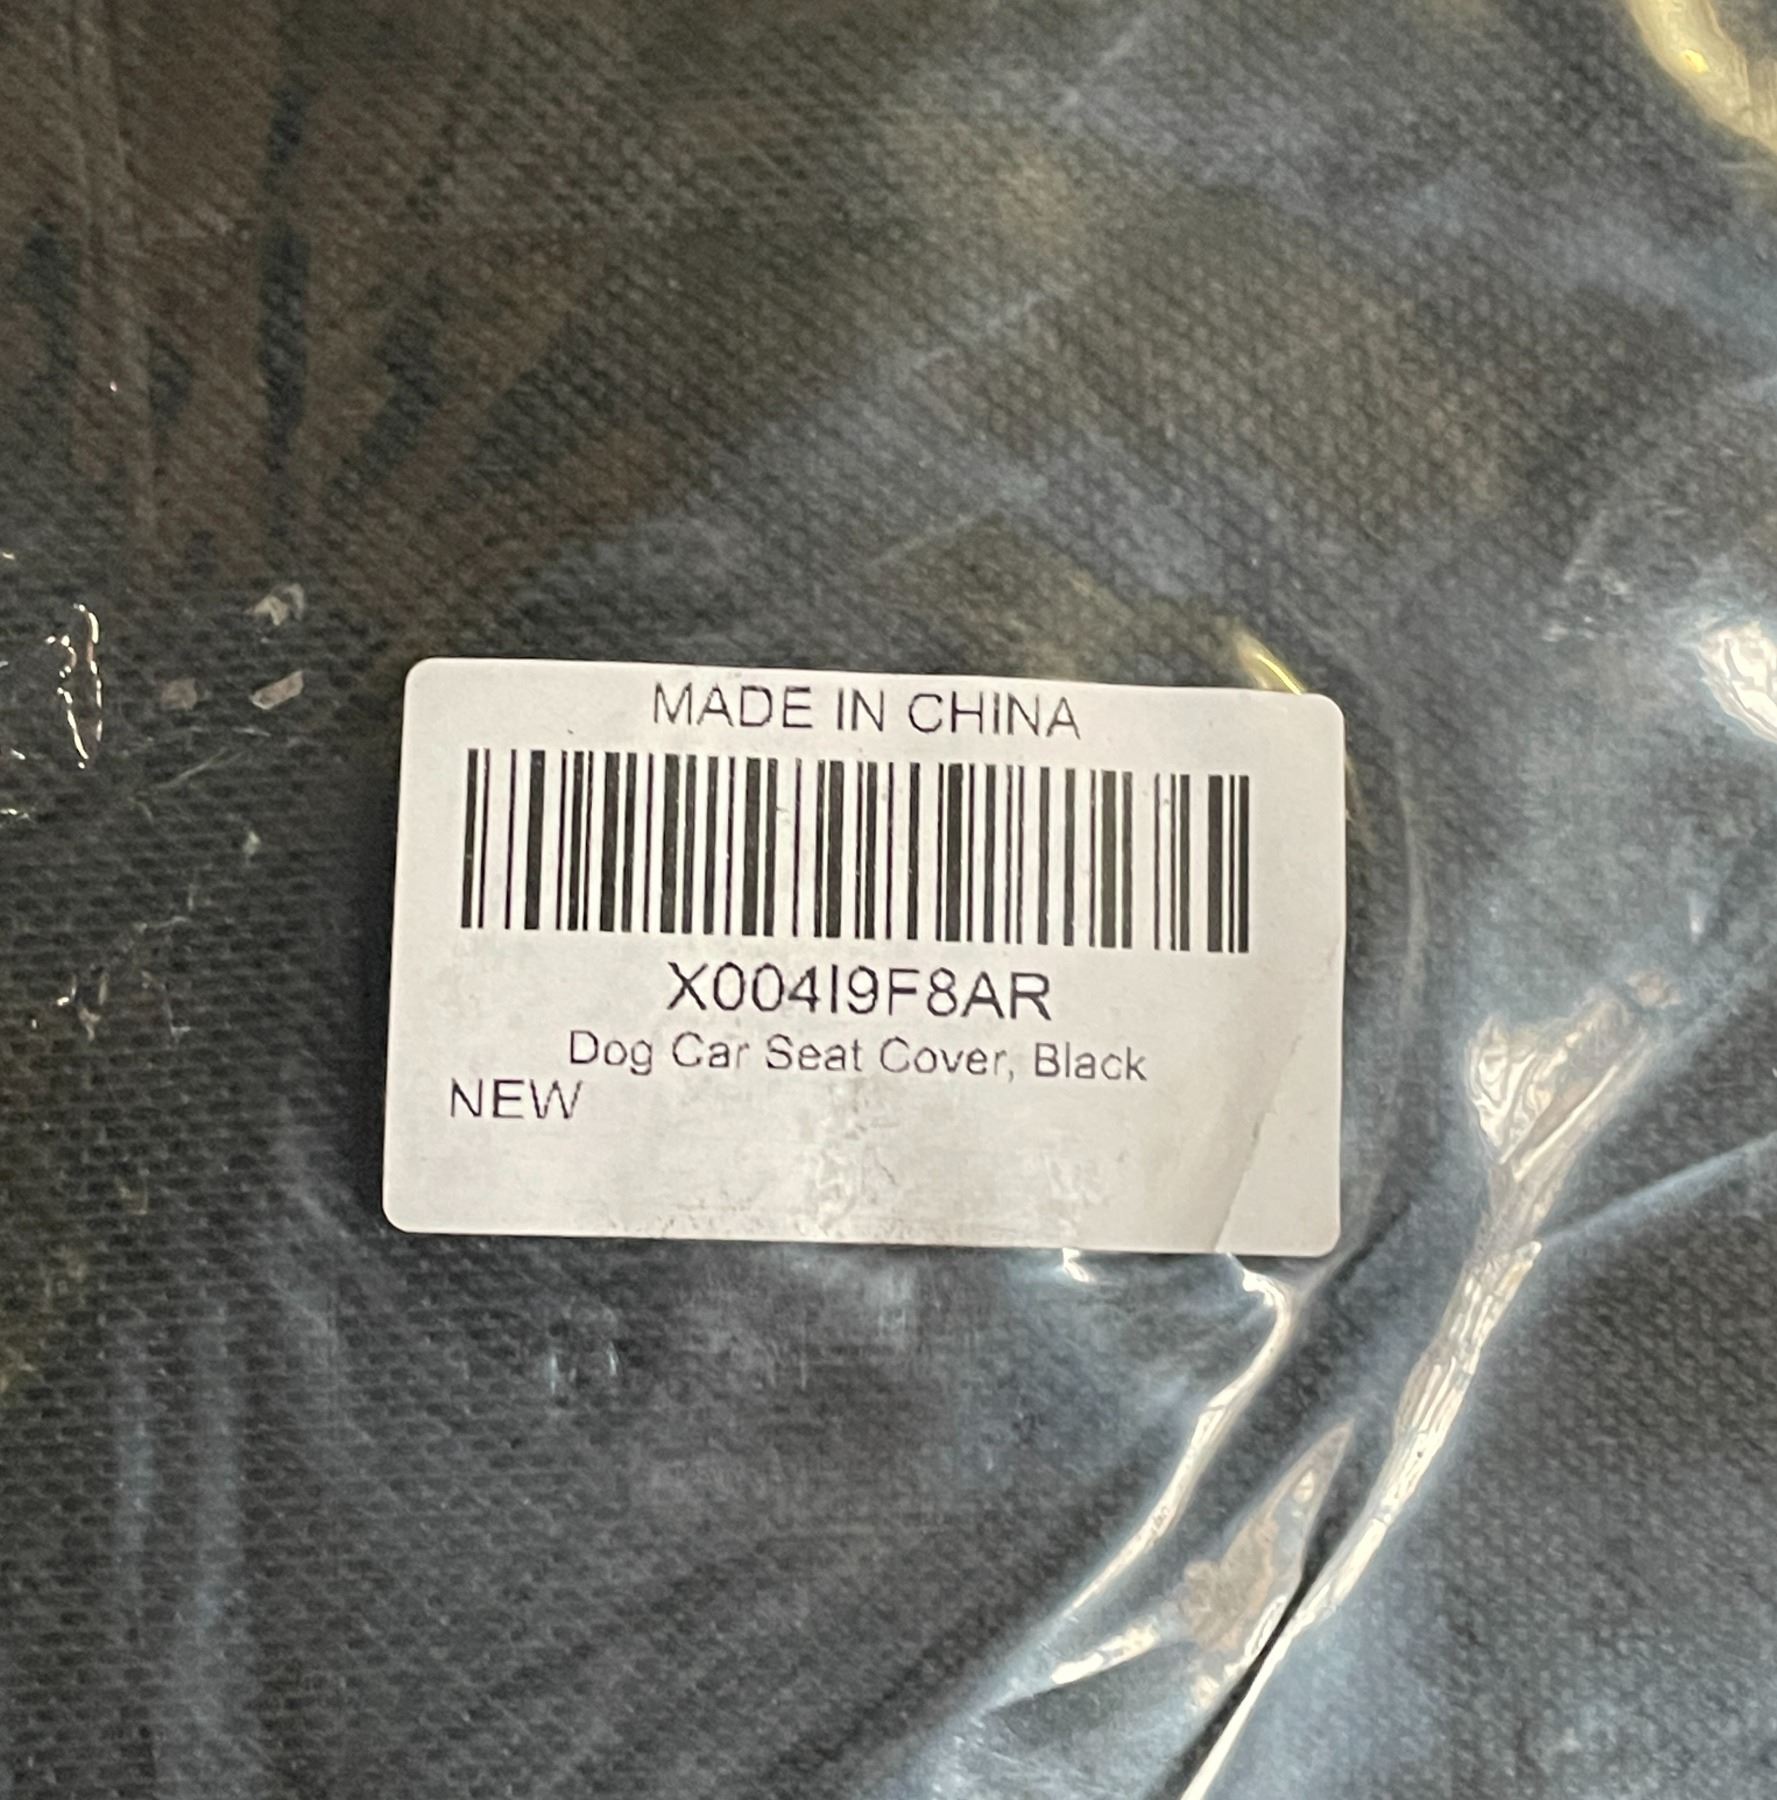 MADE IN CHINA
X004I9F8AR
Dog Car Seat Cover, Black
NEW